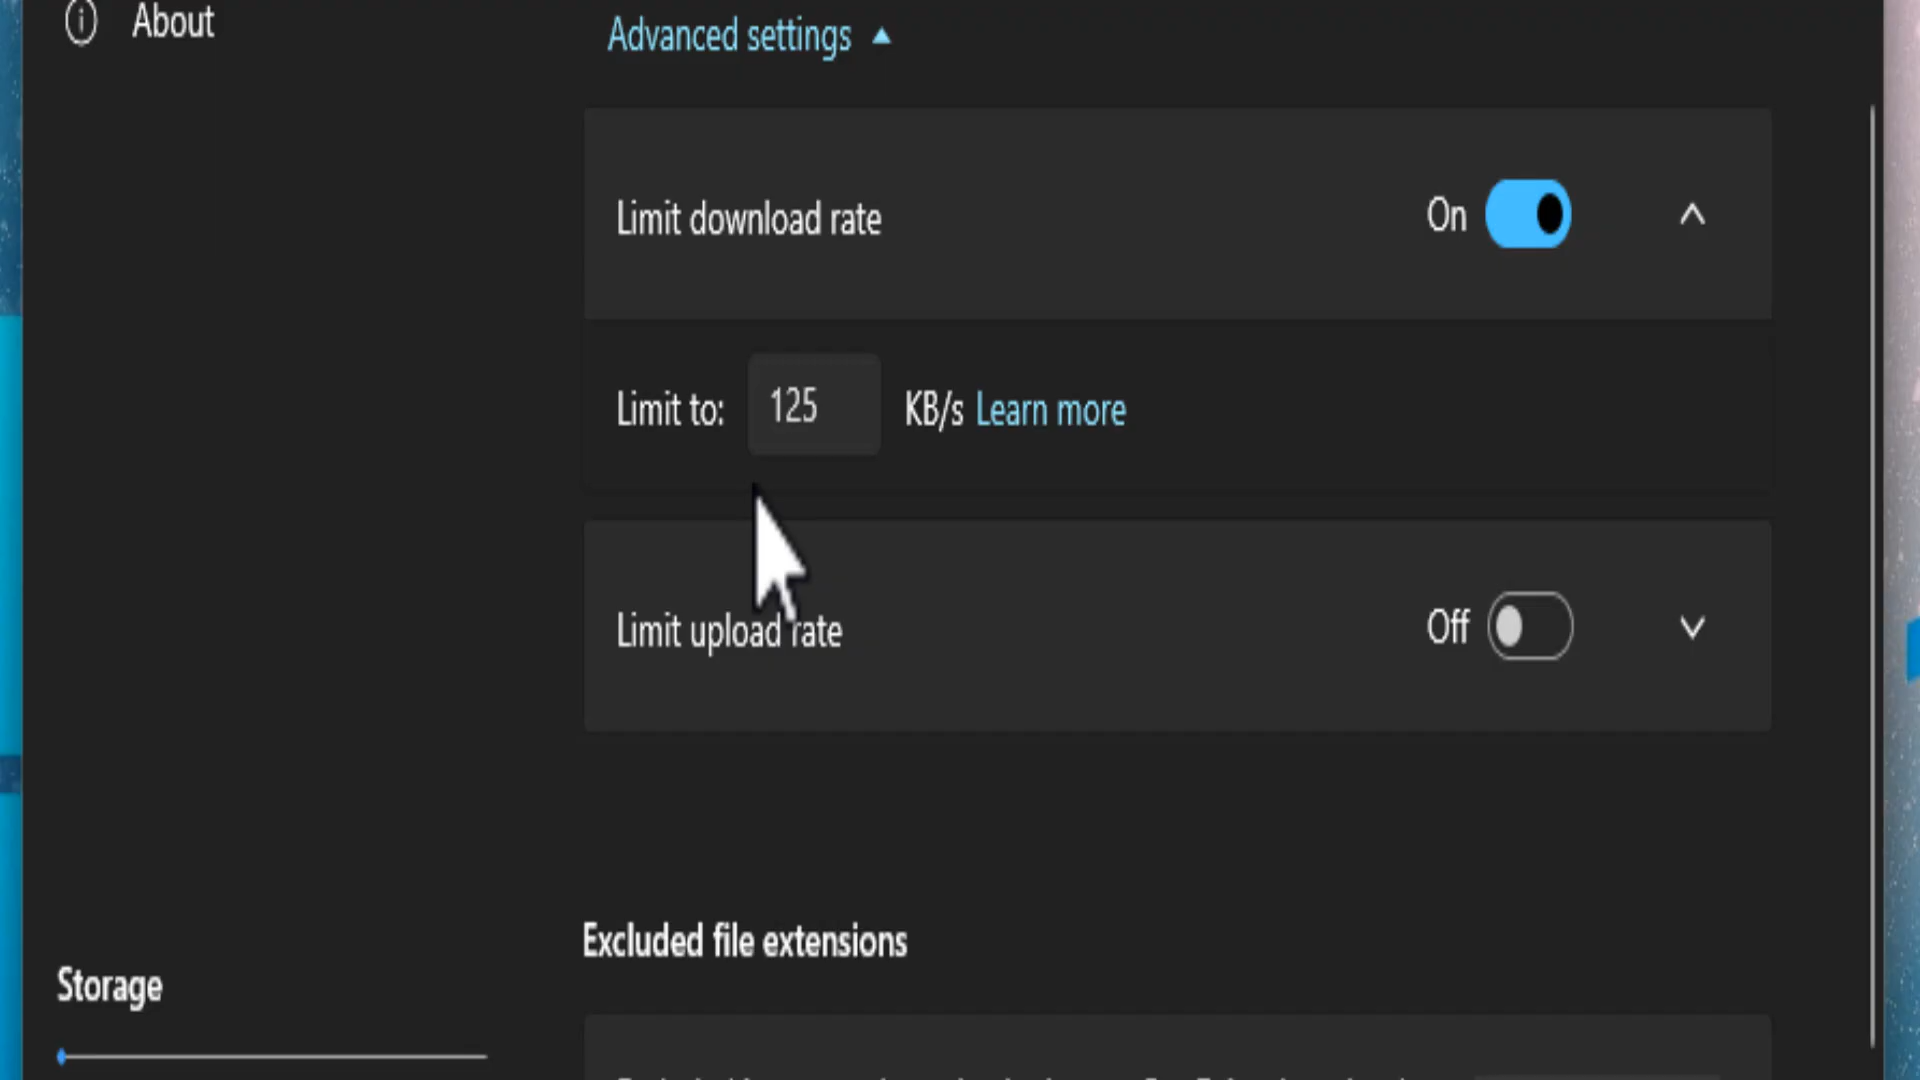 About
Advanced settings
Limit download rate
On
Limit to: 125 KB/s Learn more
Limit upload rate
Off
Excluded file extensions
Storage